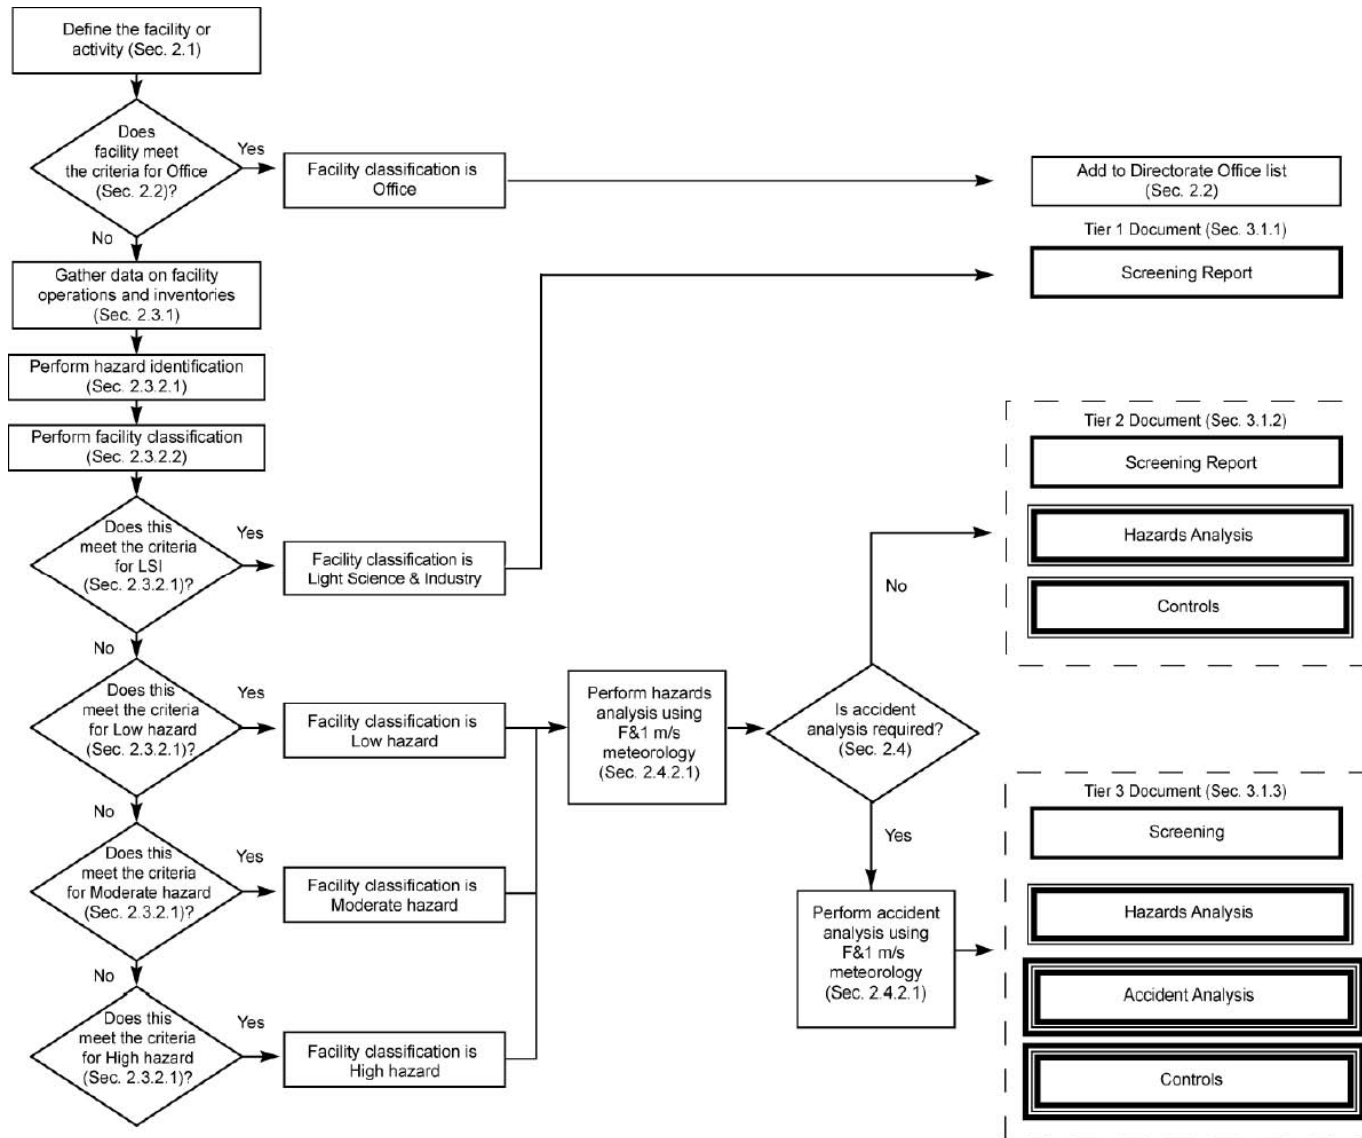 Define the facility or
activity (Sec. 2.1)
Does
facility meet
the criteria for Office
(Sec. 2.2)?
Yes
Facility classification is
Office
Add to Directorate Office list
(Sec. 2.2)
No
Tier 1 Document (Sec. 3.1.1)
Screening Report
Gather data on facility
operations and inventories
(Sec. 2.3.1)
Perform hazard identification
(Sec. 2.3.2.1)
Perform facility classification
(Sec. 2.3.2.2)
Does this
meet the criteria
for LSI
(Sec. 2.3.2.1)?
Yes
Facility classification is
Light Science & Industry
No
Does this
meet the criteria
for Low hazard
(Sec. 2.3.2.1)?
Yes
Facility classification is
Low hazard
No
Does this
meet the criteria
for Moderate hazard
(Sec. 2.3.2.1)?
Yes
Facility classification is
Moderate hazard
No
Does this
meet the criteria
for High hazard
(Sec. 2.3.2.1)?
Yes
Facility classification is
High hazard
Perform hazards
analysis using
F&1 m/s
meteorology
(Sec. 2.4.2.1)
Is accident
analysis required?
(Sec. 2.4)
No
Yes
Perform accident
analysis using
F&1 m/s
meteorology
(Sec. 2.4.2.1)
Tier 2 Document (Sec. 3.1.2)
Screening Report
Hazards Analysis
Controls
Tier 3 Document (Sec. 3.1.3)
Screening
Hazards Analysis
Accident Analysis
Controls